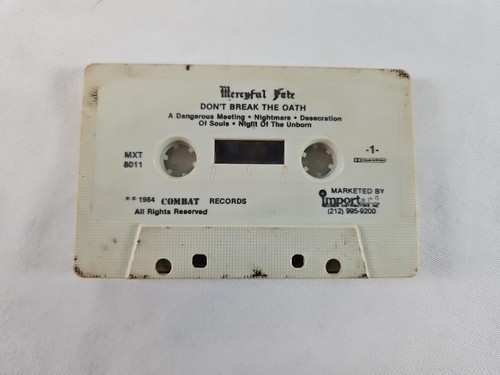 Mercyful Fate
DON'T BREAK THE OATH
A Dangerous Meeting • Nightmare • Desecration
Of Souls • Night Of The Unborn
MXT
8011
-1-
℗ © 1984 COMBAT RECORDS
All Rights Reserved
MARKETED BY
important
(212) 995-9200